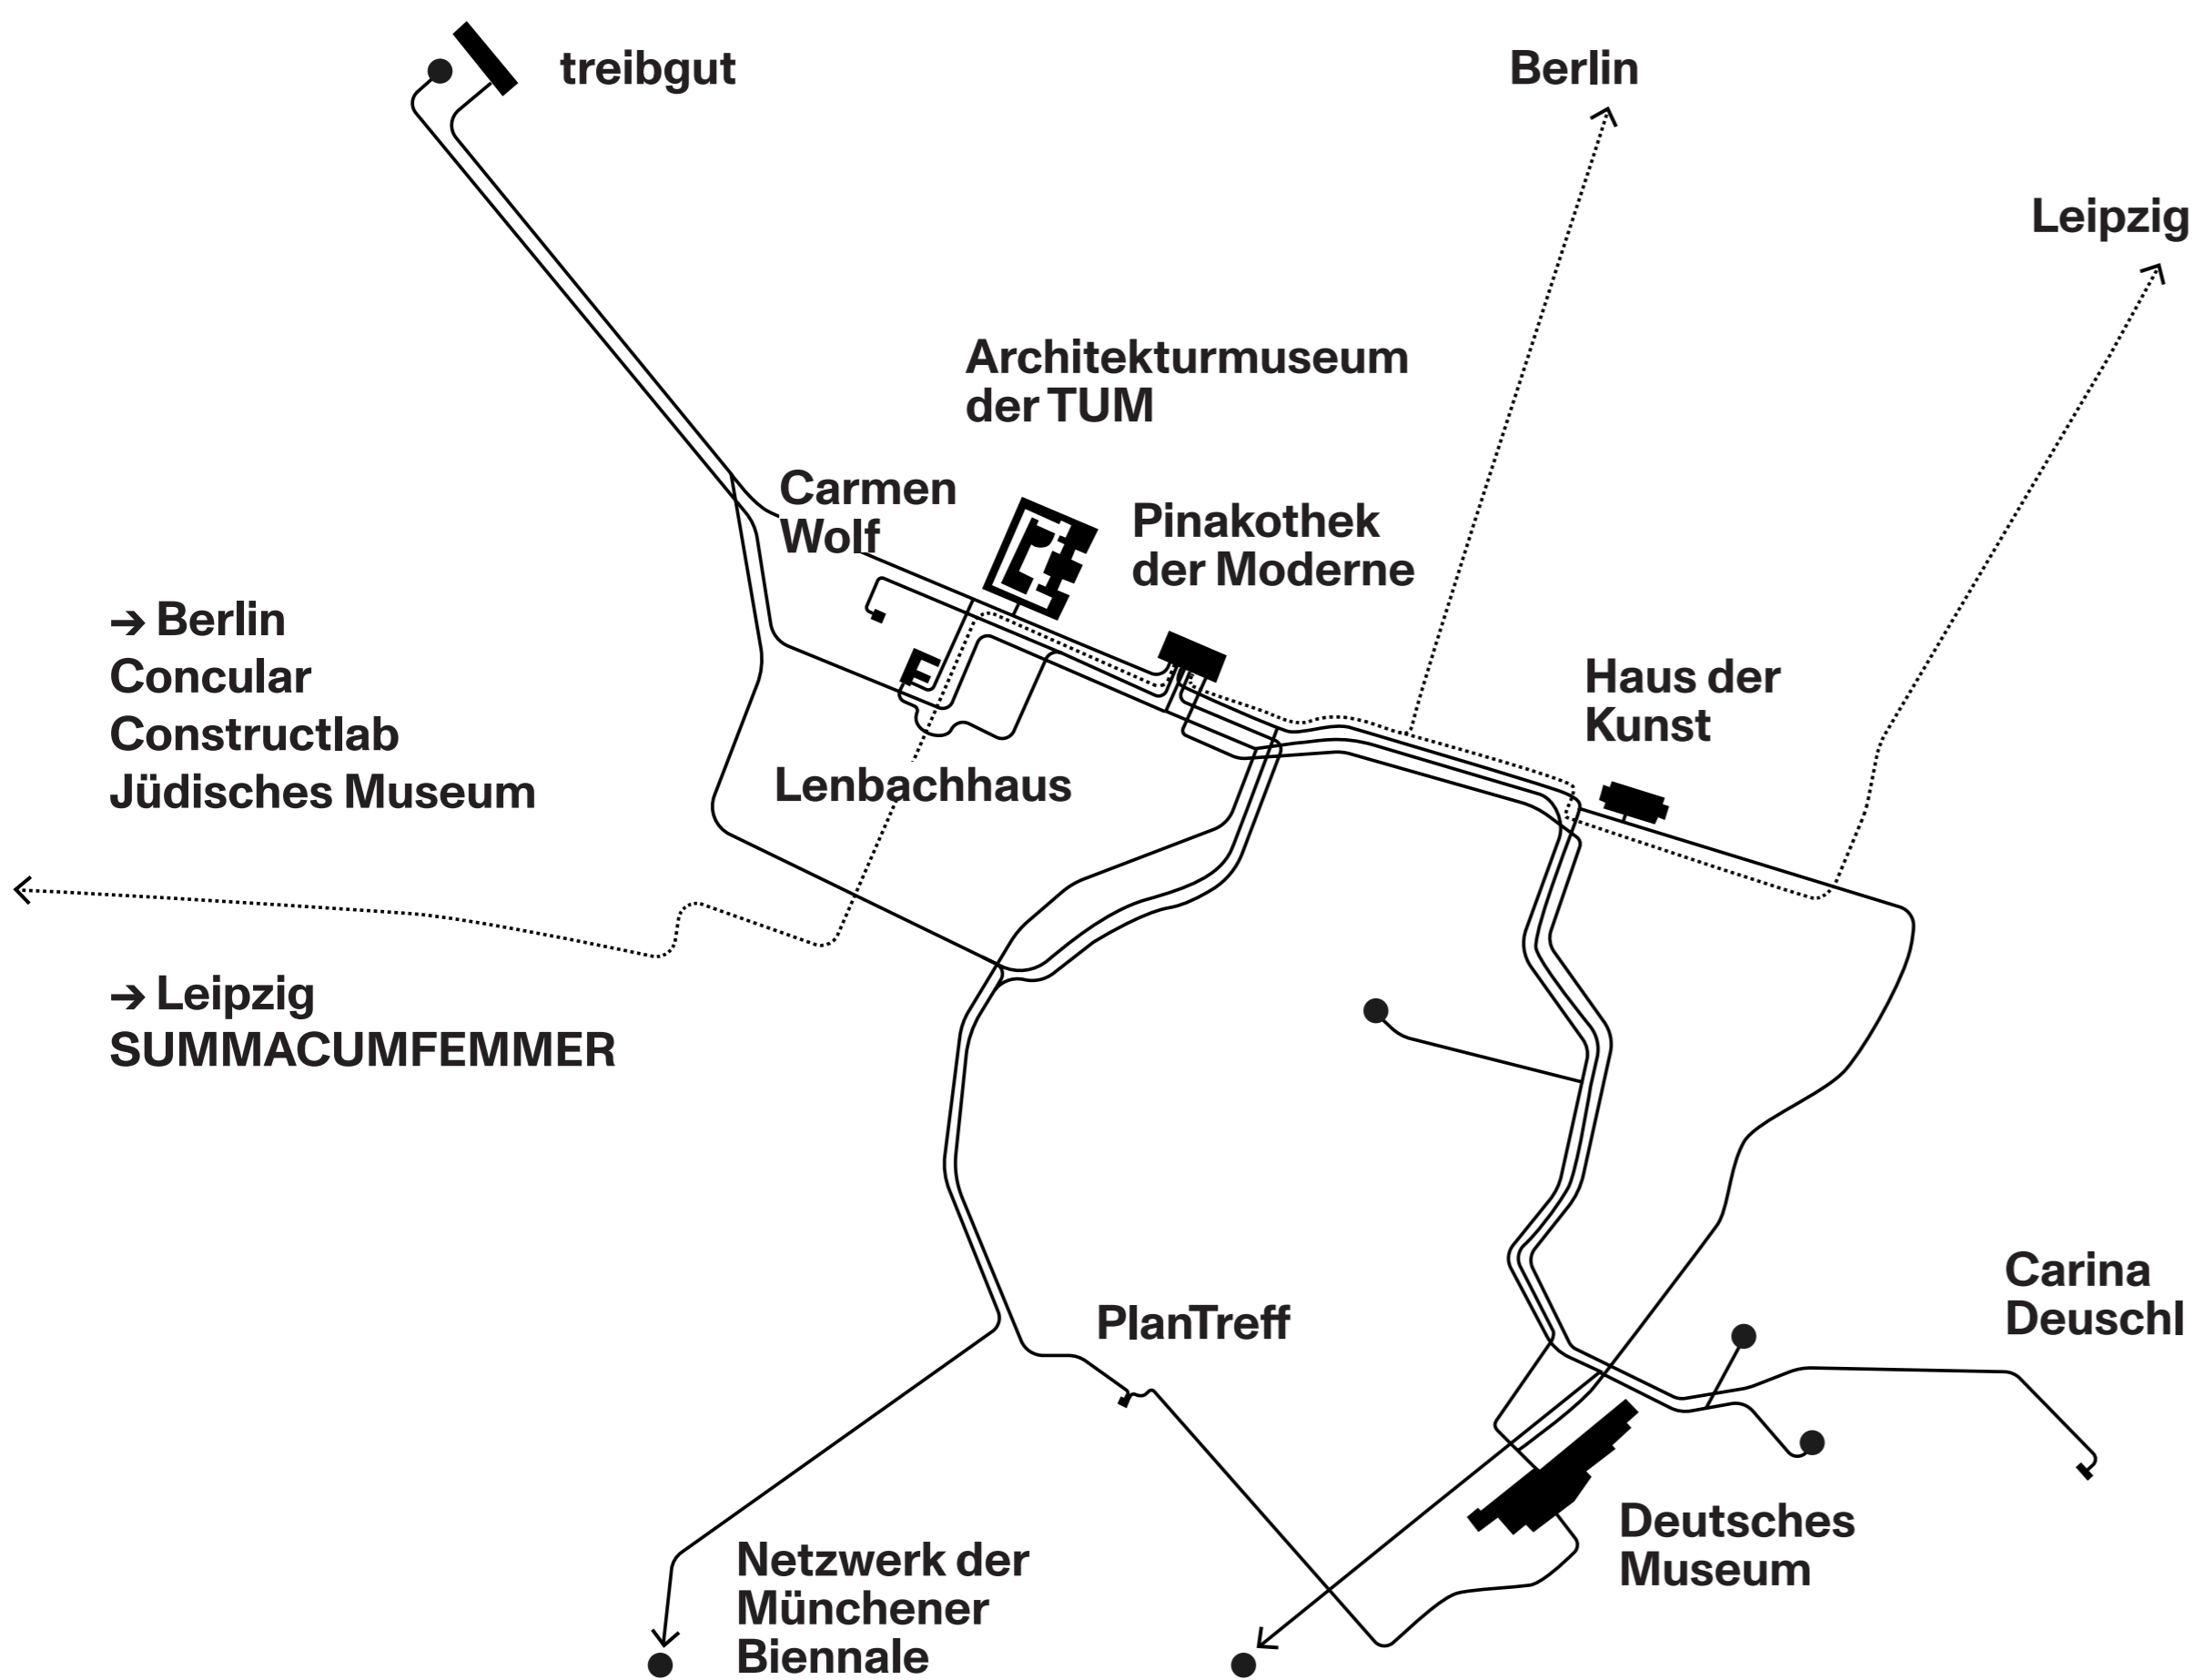 treibgut
Berlin
Leipzig
Architekturmuseum
der TUM
Carmen
Wolf
Pinakothek
der Moderne
→ Berlin
Concular
Constructlab
Jüdisches Museum
Haus der
Kunst
Lenbachhaus
→ Leipzig
SUMMACUMFEMMER
PlanTreff
Carina
Deuschl
Deutsches
Museum
Netzwerk der
Münchener
Biennale